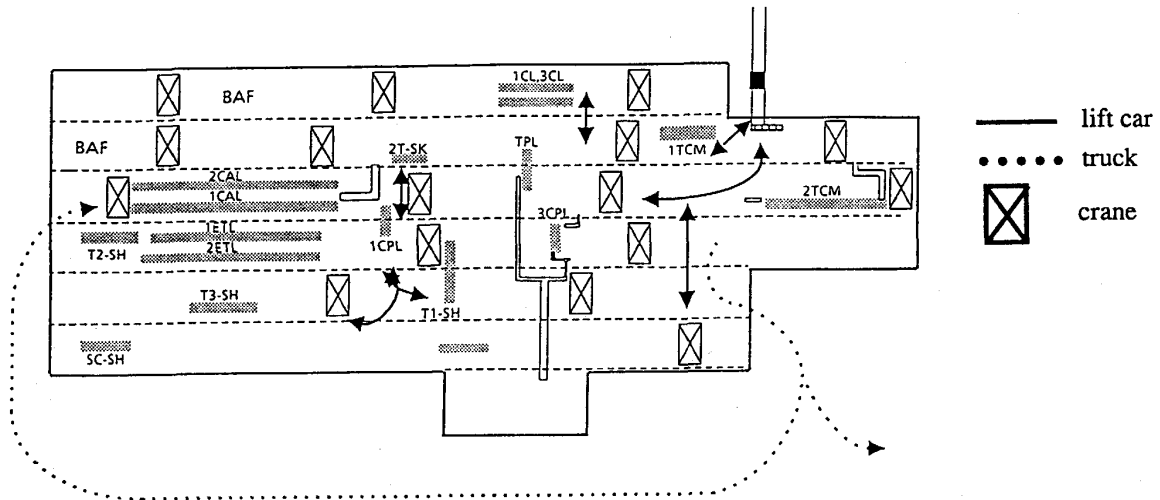 1CL,3CL
BAF
BAF
2T-SK
TPL
1TCM
2CAL
1CAL
2TCM
3CPL
1ETL
2ETL
T2-SH
1CPL
T3-SH
T1-SH
SC-SH
lift car
truck
crane